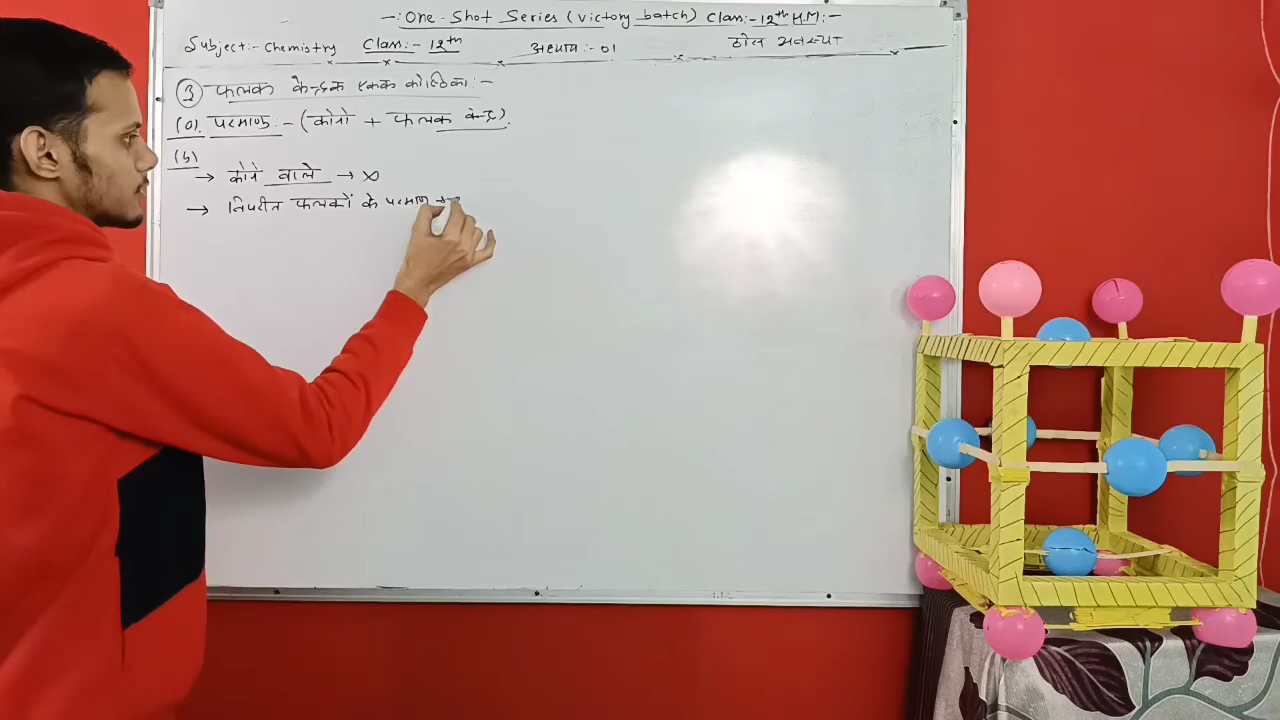 -: One-Shot Series (Victory batch) Class:- 12th H.M:-
Subject:- Chemistry Class:- 12th अध्याय:- 01 ठोस अवस्था
③ फलक केन्द्रक एकक कोष्ठिका:-
(a). परमाणु:- (कोनो + फलक केन्द्र).
(b)
→ कोने वाले → X
→ विपरीत फलकों के परमाणु →